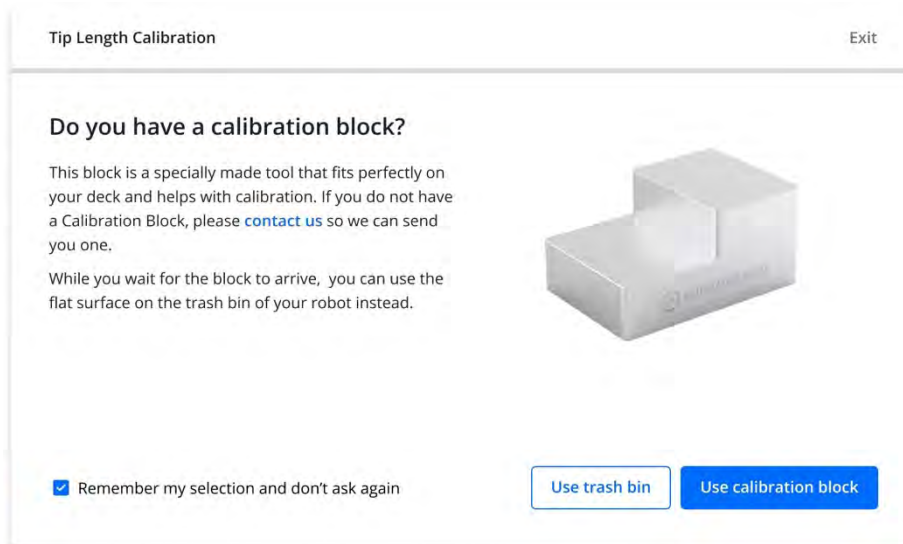 Tip Length Calibration
Exit
Do you have a calibration block?
This block is a specially made tool that fits perfectly on
your deck and helps with calibration. If you do not have
a Calibration Block, please contact us so we can send
you one.
While you wait for the block to arrive,  you can use the
flat surface on the trash bin of your robot instead.
Remember my selection and don’t ask again
Use trash bin
Use calibration block